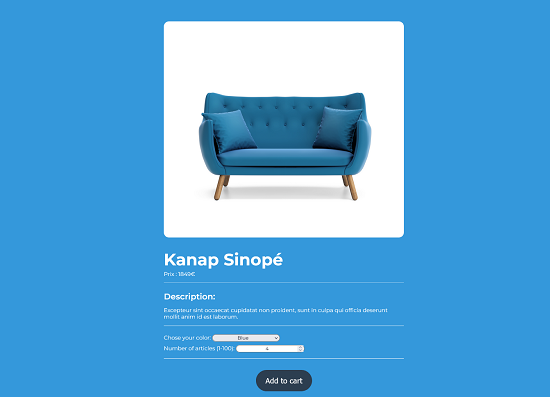 Kanap Sinopé
Prix : 1849€
Description:
Excepteur sint occaecat cupidatat non proident, sunt in culpa qui officia deserunt
mollit anim id est laborum.
Chose your color: Blue
Number of articles (1-100): 4
Add to cart